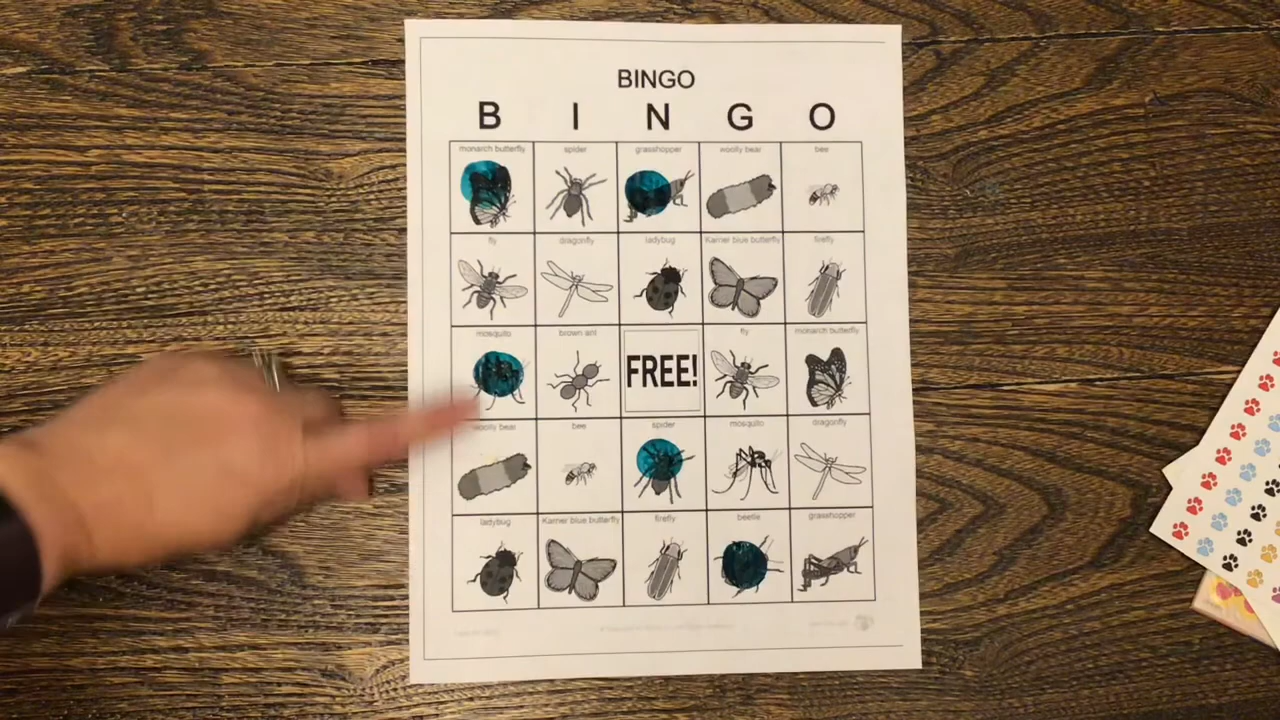 BINGO
B I N G O
monarch butterfly spider grasshopper woolly bear bee
fly dragonfly ladybug Karner blue butterfly firefly
mosquito brown ant FREE! fly monarch butterfly
woolly bear bee spider mosquito dragonfly
ladybug Karner blue butterfly firefly beetle grasshopper